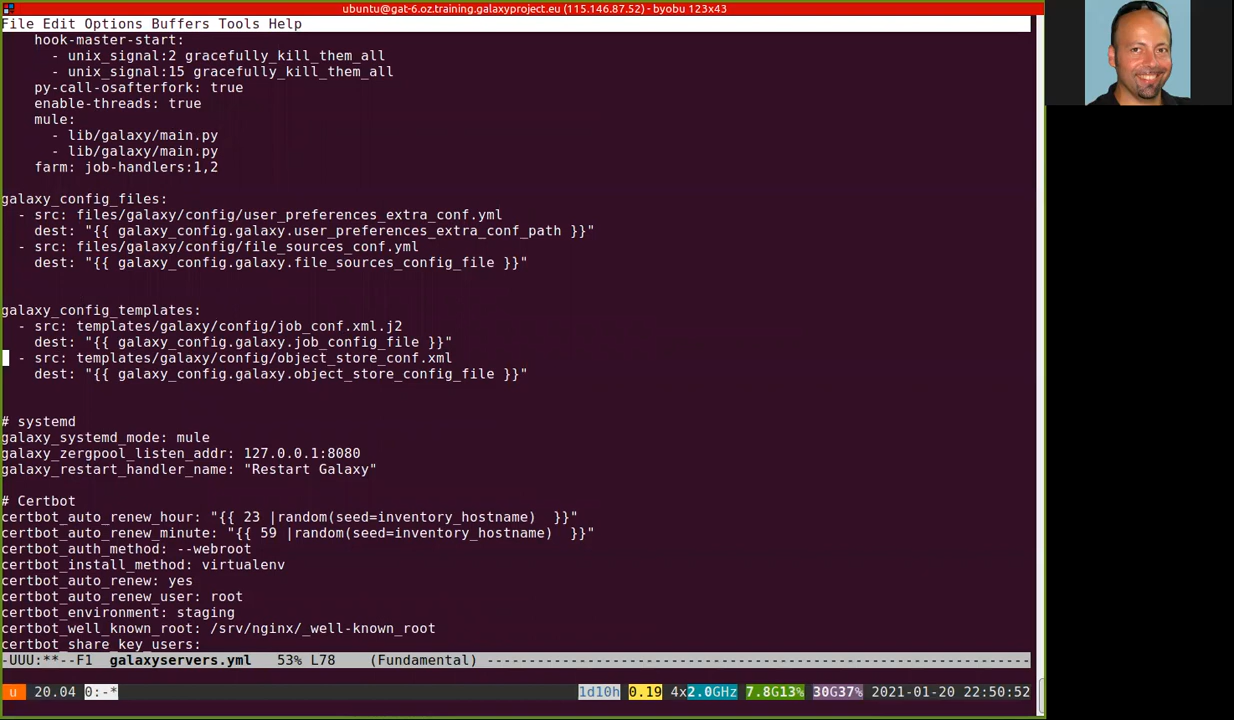 ubuntu@gat-6.oz.training.galaxyproject.eu (115.146.87.52) - byobu 123x43
File Edit Options Buffers Tools Help
hook-master-start:
- unix_signal:2 gracefully_kill_them_all
- unix_signal:15 gracefully_kill_them_all
py-call-osafterfork: true
enable-threads: true
mule:
- lib/galaxy/main.py
- lib/galaxy/main.py
farm: job-handlers:1,2
galaxy_config_files:
- src: files/galaxy/config/user_preferences_extra_conf.yml
dest: "{{ galaxy_config.galaxy.user_preferences_extra_conf_path }}"
- src: files/galaxy/config/file_sources_conf.yml
dest: "{{ galaxy_config.galaxy.file_sources_config_file }}"
galaxy_config_templates:
- src: templates/galaxy/config/job_conf.xml.j2
dest: "{{ galaxy_config.galaxy.job_config_file }}"
- src: templates/galaxy/config/object_store_conf.xml
dest: "{{ galaxy_config.galaxy.object_store_config_file }}"
# systemd
galaxy_systemd_mode: mule
galaxy_zergpool_listen_addr: 127.0.0.1:8080
galaxy_restart_handler_name: "Restart Galaxy"
# Certbot
certbot_auto_renew_hour: "{{ 23 |random(seed=inventory_hostname)  }}"
certbot_auto_renew_minute: "{{ 59 |random(seed=inventory_hostname)  }}"
certbot_auth_method: --webroot
certbot_install_method: virtualenv
certbot_auto_renew: yes
certbot_auto_renew_user: root
certbot_environment: staging
certbot_well_known_root: /srv/nginx/_well-known_root
certbot_share_key_users:
-UUU:**--F1  galaxyservers.yml   53% L78    (Fundamental) -----------------------------------------------------------------
u 20.04 0:-* 1d10h 0.19 4x2.0GHz 7.8G13% 30G37% 2021-01-20 22:50:52